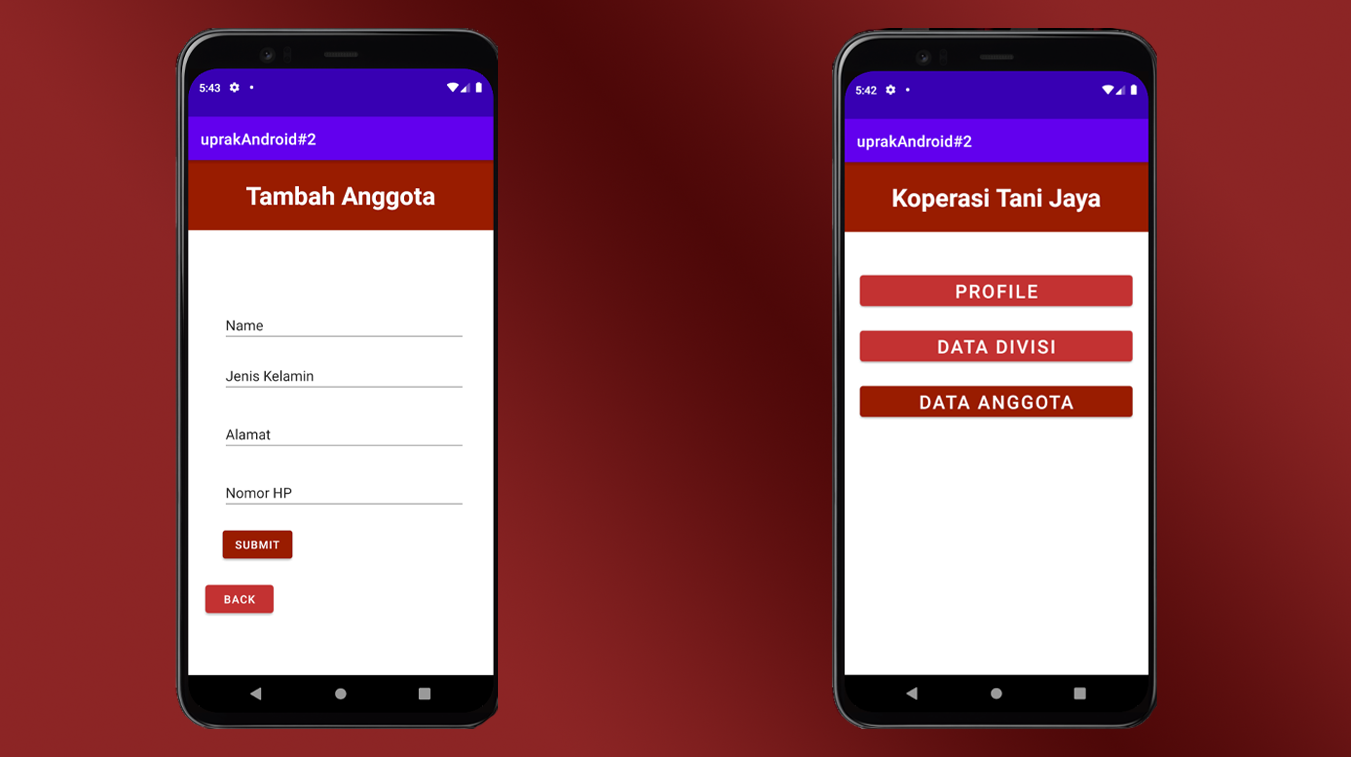 5:43
uprakAndroid#2
Tambah Anggota
Name
Jenis Kelamin
Alamat
Nomor HP
SUBMIT
BACK
5:42
uprakAndroid#2
Koperasi Tani Jaya
PROFILE
DATA DIVISI
DATA ANGGOTA